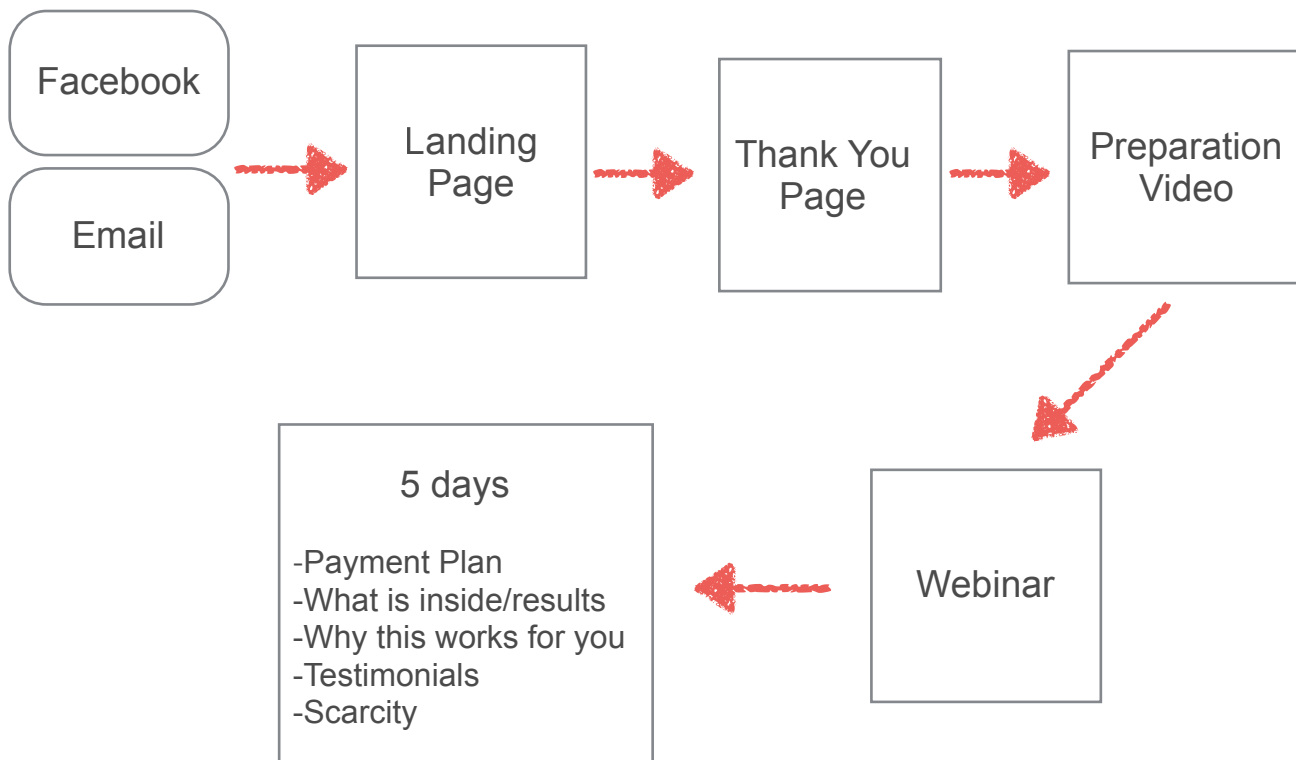 Facebook
Email
Landing
Page
Thank You
Page
Preparation
Video
Webinar
5 days
-Payment Plan
-What is inside/results
-Why this works for you
-Testimonials
-Scarcity